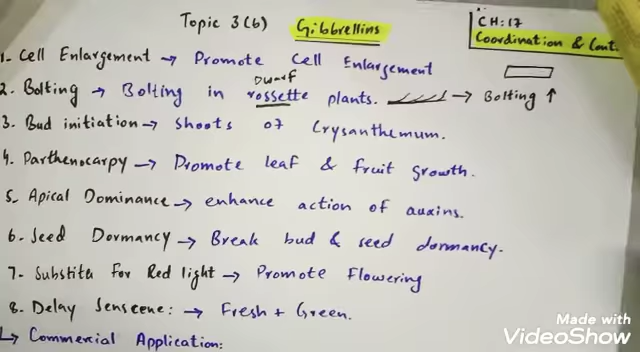 Topic 3(b) Gibbrellins
CH:17
Coordination & Cont.
1. Cell Enlargement → Promote Cell Enlargement
Dwarf
2. Bolting → Bolting in rossette plants. → Bolting ↑
3. Bud initiation → shoots of Crysanthemum.
4. Parthenocarpy → Promote leaf & fruit growth.
5. Apical Dominance → enhance action of auxins.
6. Seed Dormancy → Break bud & seed dormancy.
7. Substite for Red light → Promote Flowering
8. Delay Senscene: → Fresh + Green.
↳ Commercial Application:
Made with
VideoShow